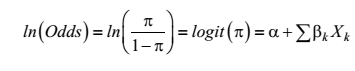 ln(Odds) = ln(π / (1 − π)) = logit(π) = α + ∑β_k X_k